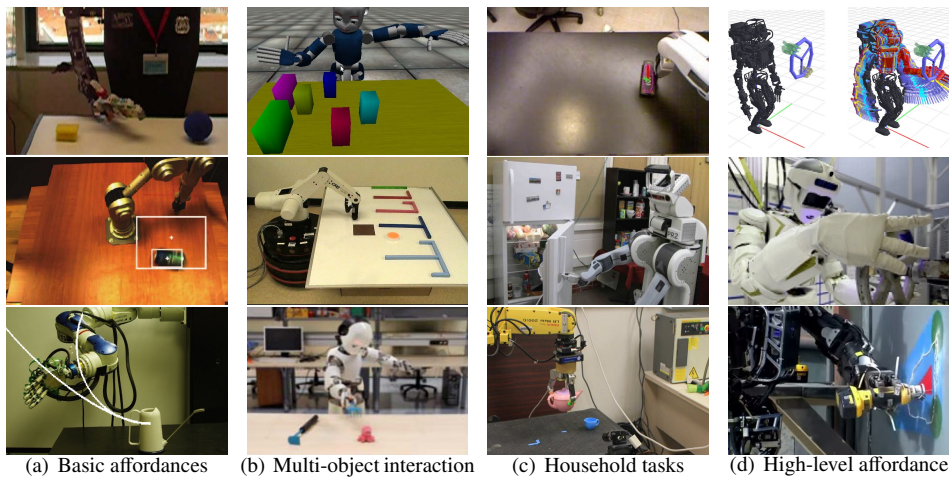 (a) Basic affordances
(b) Multi-object interaction
(c) Household tasks
(d) High-level affordance